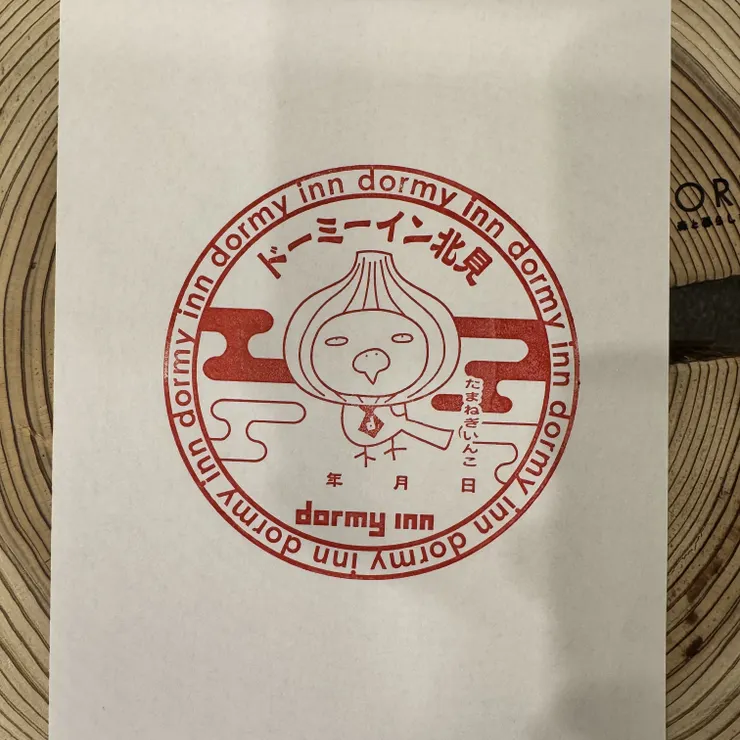 dormy inn dormy inn dormy inn dormy inn dormy inn dormy inn dormy inn
ドーミーイン北見
たまねぎいんこ
年 月 日
dormy inn
OR